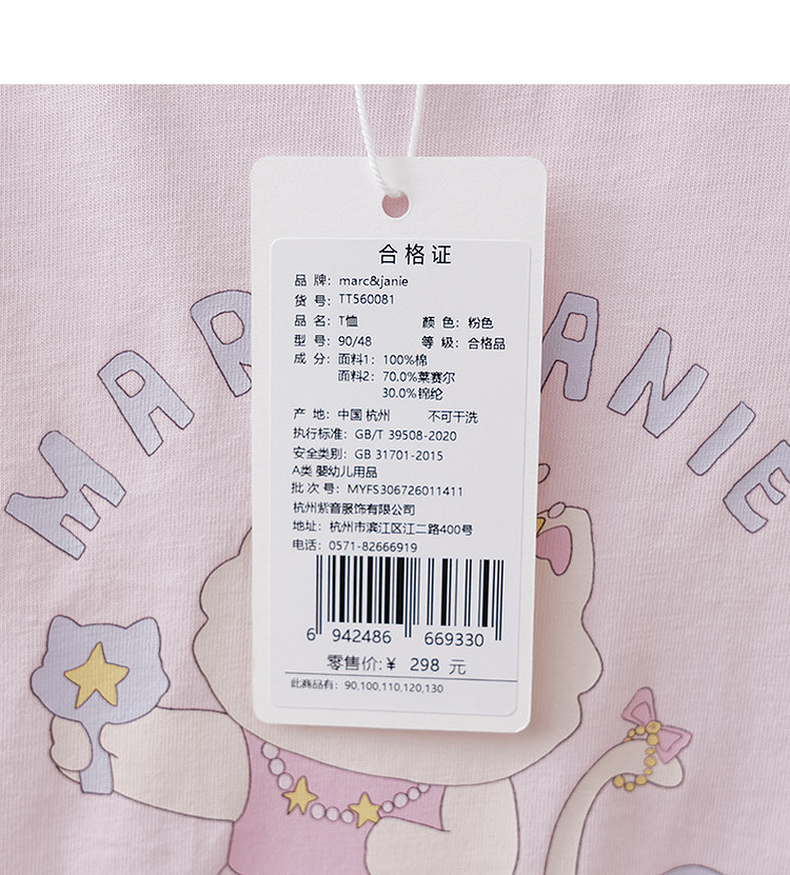 合格证
品 牌: marc&janie
货 号: TT560081
品 名: T恤 颜 色: 粉色
型 号: 90/48 等 级: 合格品
成 分: 面料1: 100%棉
面料2: 70.0%莱赛尔
30.0%锦纶
产 地: 中国 杭州 不可干洗
执行标准: GB/T 39508-2020
安全类别: GB 31701-2015
A类 婴幼儿用品
批 次 号: MYFS306726011411
杭州紫音服饰有限公司
地址: 杭州市滨江区江二路400号
电话: 0571-82666919
6 942486 669330
零售价:¥ 298 元
此商品有: 90,100,110,120,130
MAR ANIE